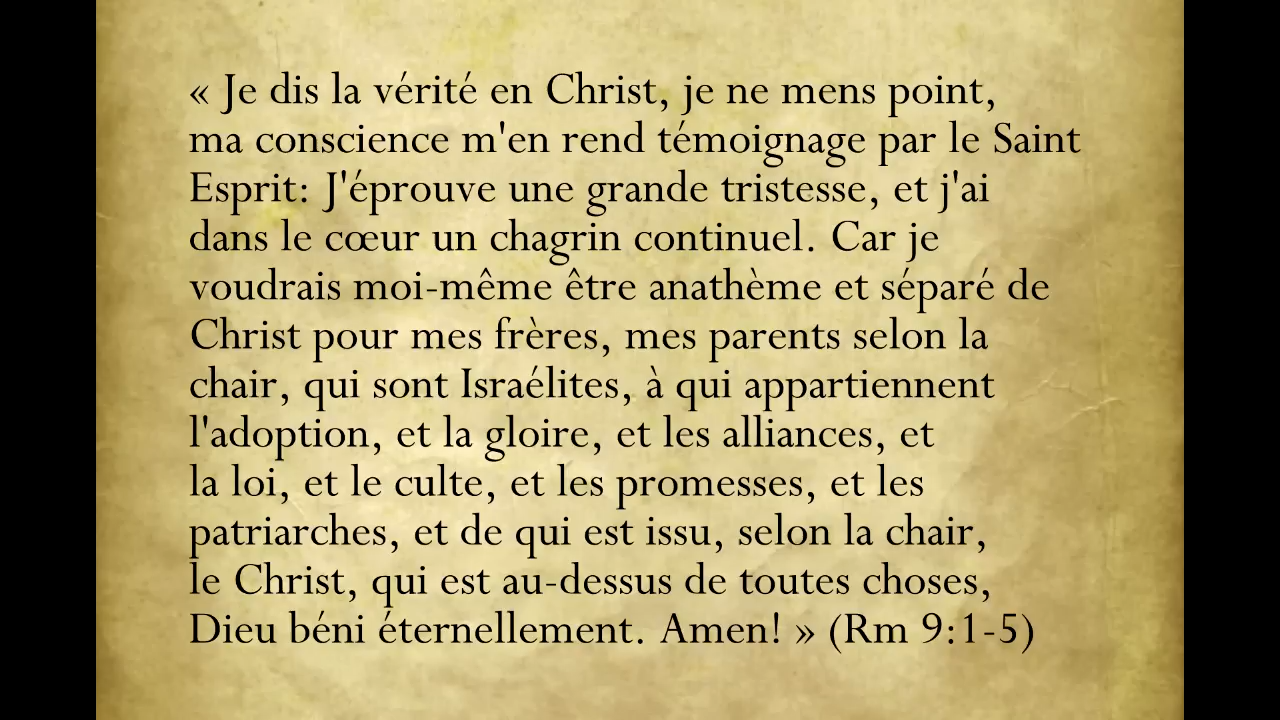 « Je dis la vérité en Christ, je ne mens point,
ma conscience m'en rend témoignage par le Saint
Esprit: J'éprouve une grande tristesse, et j'ai
dans le cœur un chagrin continuel. Car je
voudrais moi-même être anathème et séparé de
Christ pour mes frères, mes parents selon la
chair, qui sont Israélites, à qui appartiennent
l'adoption, et la gloire, et les alliances, et
la loi, et le culte, et les promesses, et les
patriarches, et de qui est issu, selon la chair,
le Christ, qui est au-dessus de toutes choses,
Dieu béni éternellement. Amen! » (Rm 9:1-5)